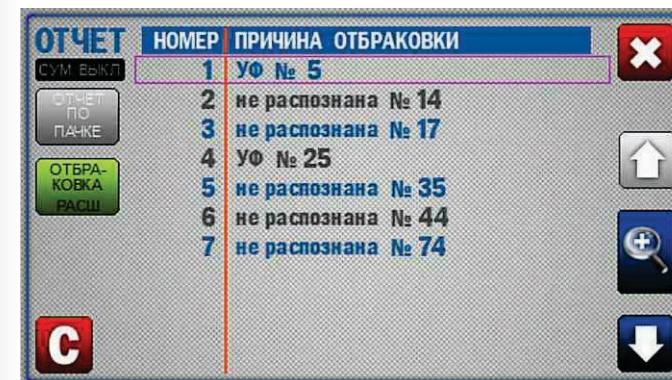 ОТЧЕТ
СУМ. ВЫКЛ
ОТЧЕТ
ПО
ПАЧКЕ
ОТБРА-
КОВКА
РАСШ
С
НОМЕР ПРИЧИНА ОТБРАКОВКИ
1 УФ № 5
2 не распознана № 14
3 не распознана № 17
4 УФ № 25
5 не распознана № 35
6 не распознана № 44
7 не распознана № 74